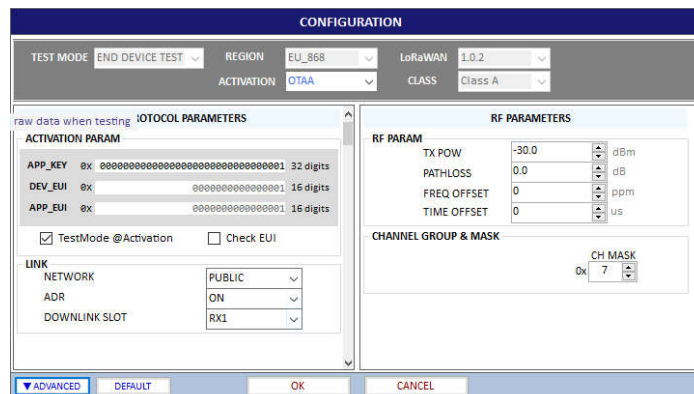 CONFIGURATION
TEST MODE END DEVICE TEST REGION EU_868 LoRaWAN 1.0.2
ACTIVATION OTAA CLASS Class A
raw data when testing OTOCOL PARAMETERS
ACTIVATION PARAM
APP_KEY 0x 00000000000000000000000000000001 32 digits
DEV_EUI 0x 0000000000000001 16 digits
APP_EUI 0x 0000000000000001 16 digits
TestMode @Activation Check EUI
LINK
NETWORK PUBLIC
ADR ON
DOWNLINK SLOT RX1
RF PARAMETERS
RF PARAM
TX POW -30.0 dBm
PATHLOSS 0.0 dB
FREQ OFFSET 0 ppm
TIME OFFSET 0 us
CHANNEL GROUP & MASK
CH MASK
0x 7
▼ ADVANCED DEFAULT OK CANCEL